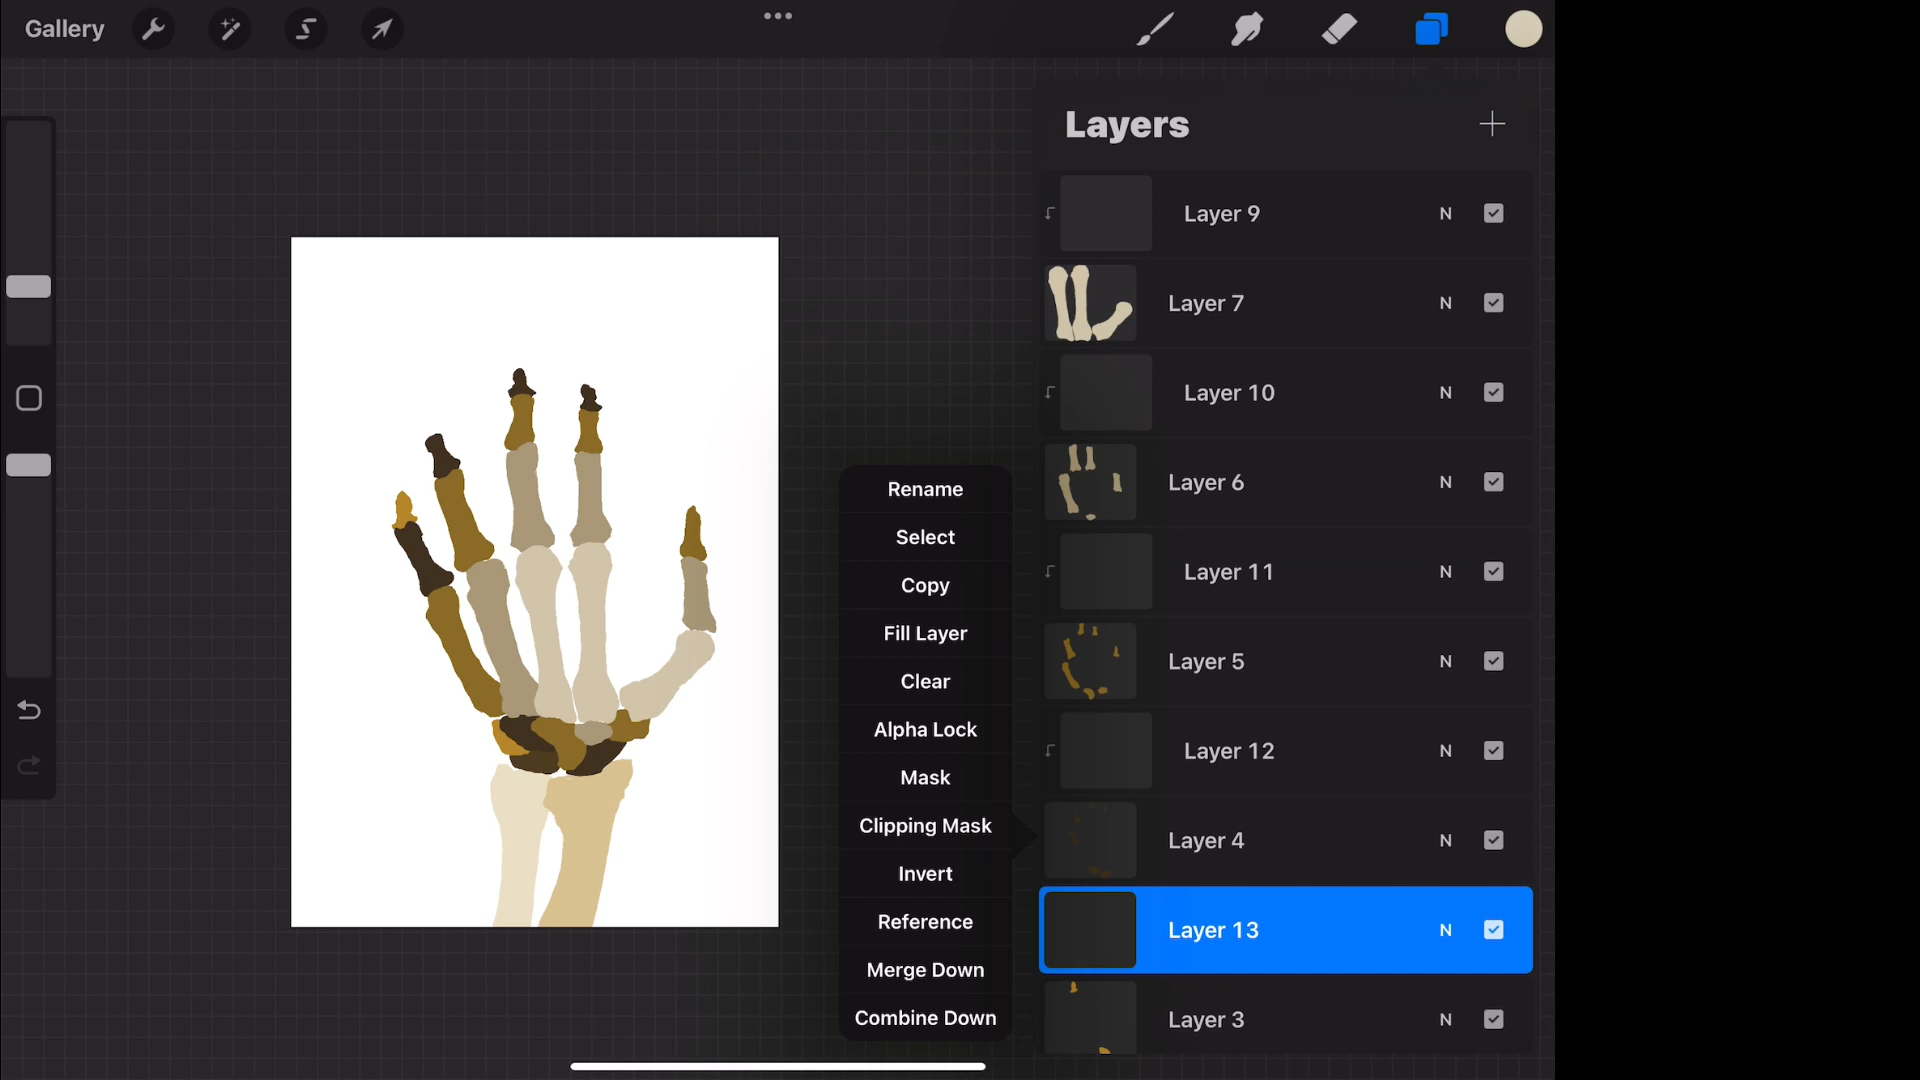 Gallery
Layers
Layer 9 N
Layer 7 N
Layer 10 N
Layer 6 N
Layer 11 N
Layer 5 N
Layer 12 N
Layer 4 N
Layer 13 N
Layer 3 N
Rename
Select
Copy
Fill Layer
Clear
Alpha Lock
Mask
Clipping Mask
Invert
Reference
Merge Down
Combine Down